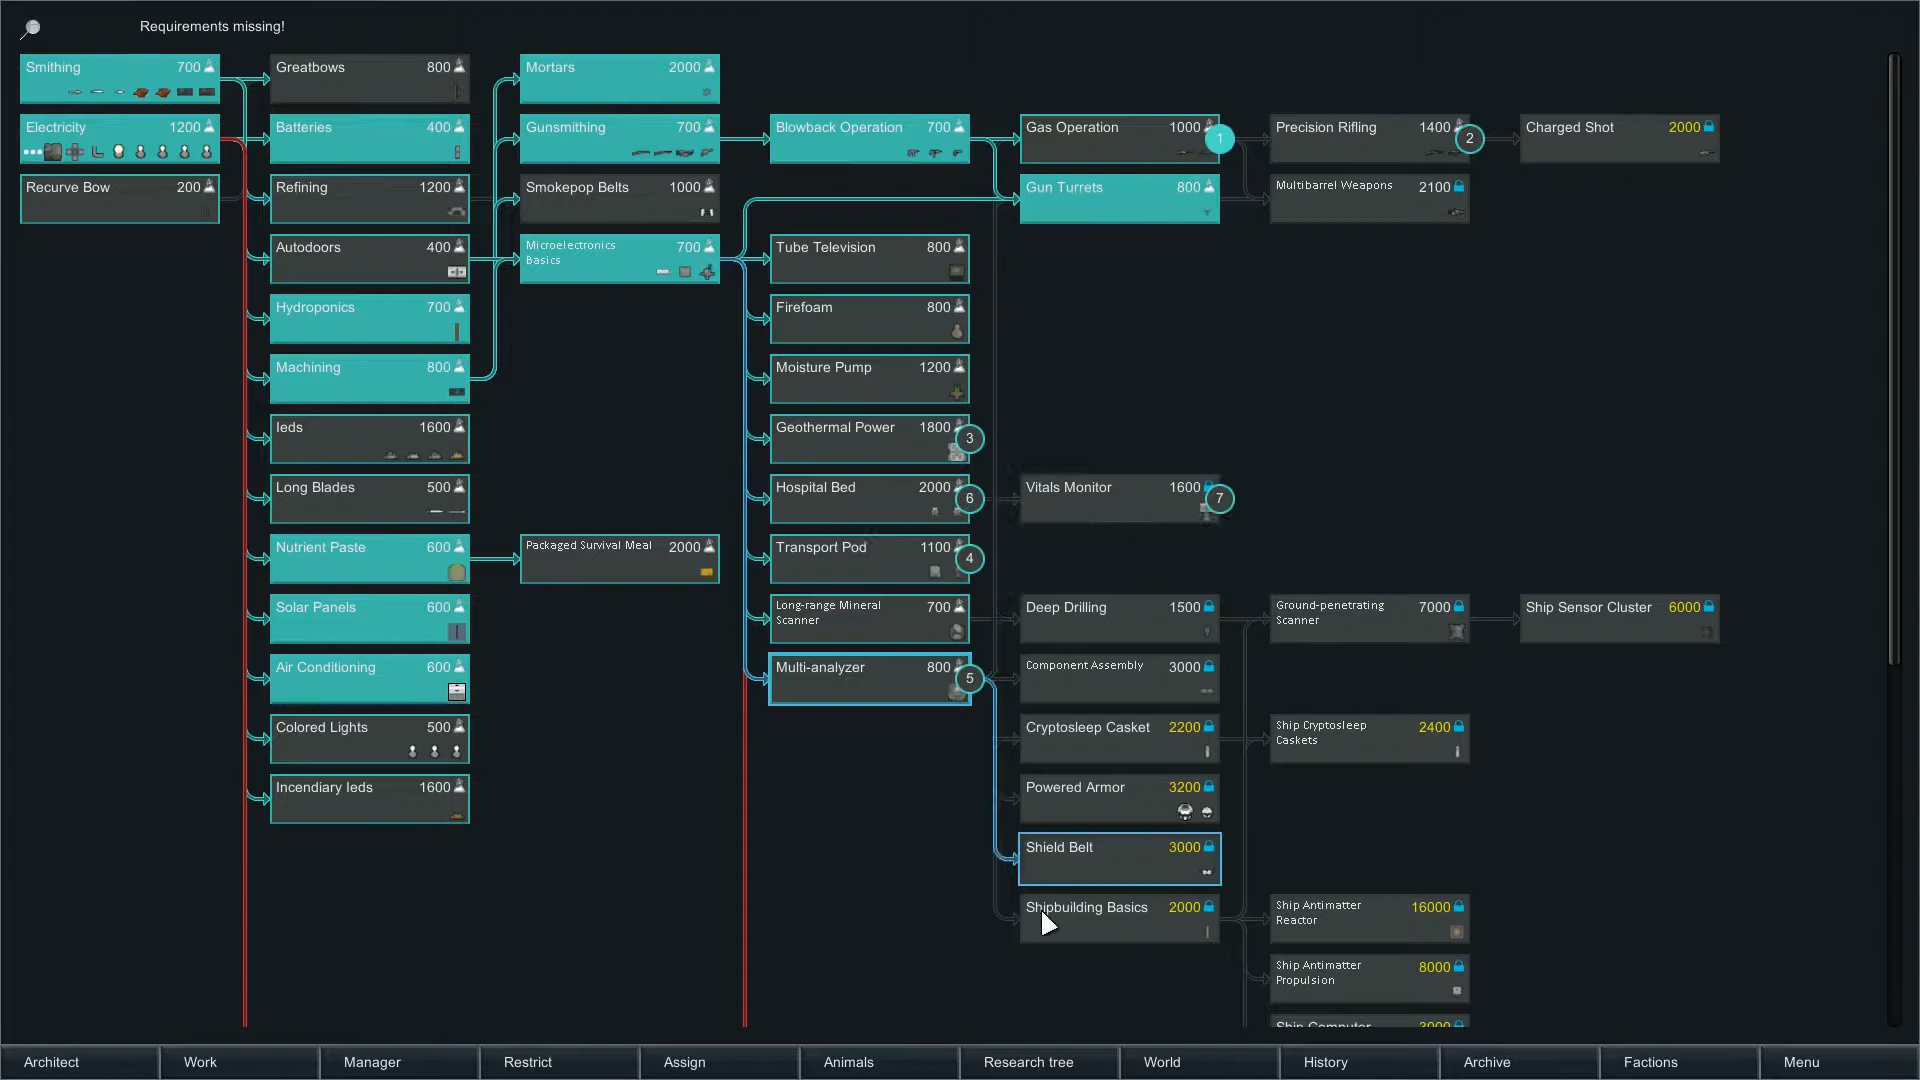 Requirements missing!
Smithing 700
Greatbows 800
Mortars 2000
Electricity 1200
Batteries 400
Gunsmithing 700
Blowback Operation 700
Gas Operation 1000
1
Precision Rifling 1400
2
Charged Shot 2000
Recurve Bow 200
Refining 1200
Smokepop Belts 1000
Gun Turrets 800
Multibarrel Weapons 2100
Autodoors 400
Microelectronics 700
Basics
Tube Television 800
Hydroponics 700
Firefoam 800
Machining 800
Moisture Pump 1200
Ieds 1600
Geothermal Power 1800
3
Long Blades 500
Hospital Bed 2000
6
Vitals Monitor 1600
7
Nutrient Paste 600
Packaged Survival Meal 2000
Transport Pod 1100
4
Solar Panels 600
Long-range Mineral 700
Scanner
Deep Drilling 1500
Ground-penetrating 7000
Scanner
Ship Sensor Cluster 6000
Air Conditioning 600
Multi-analyzer 800
5
Component Assembly 3000
Colored Lights 500
Cryptosleep Casket 2200
Ship Cryptosleep 2400
Caskets
Incendiary Ieds 1600
Powered Armor 3200
Shield Belt 3000
Shipbuilding Basics 2000
Ship Antimatter 16000
Reactor
Ship Antimatter 8000
Propulsion
Ship Computer
Architect
Work
Manager
Restrict
Assign
Animals
Research tree
World
History
Archive
Factions
Menu